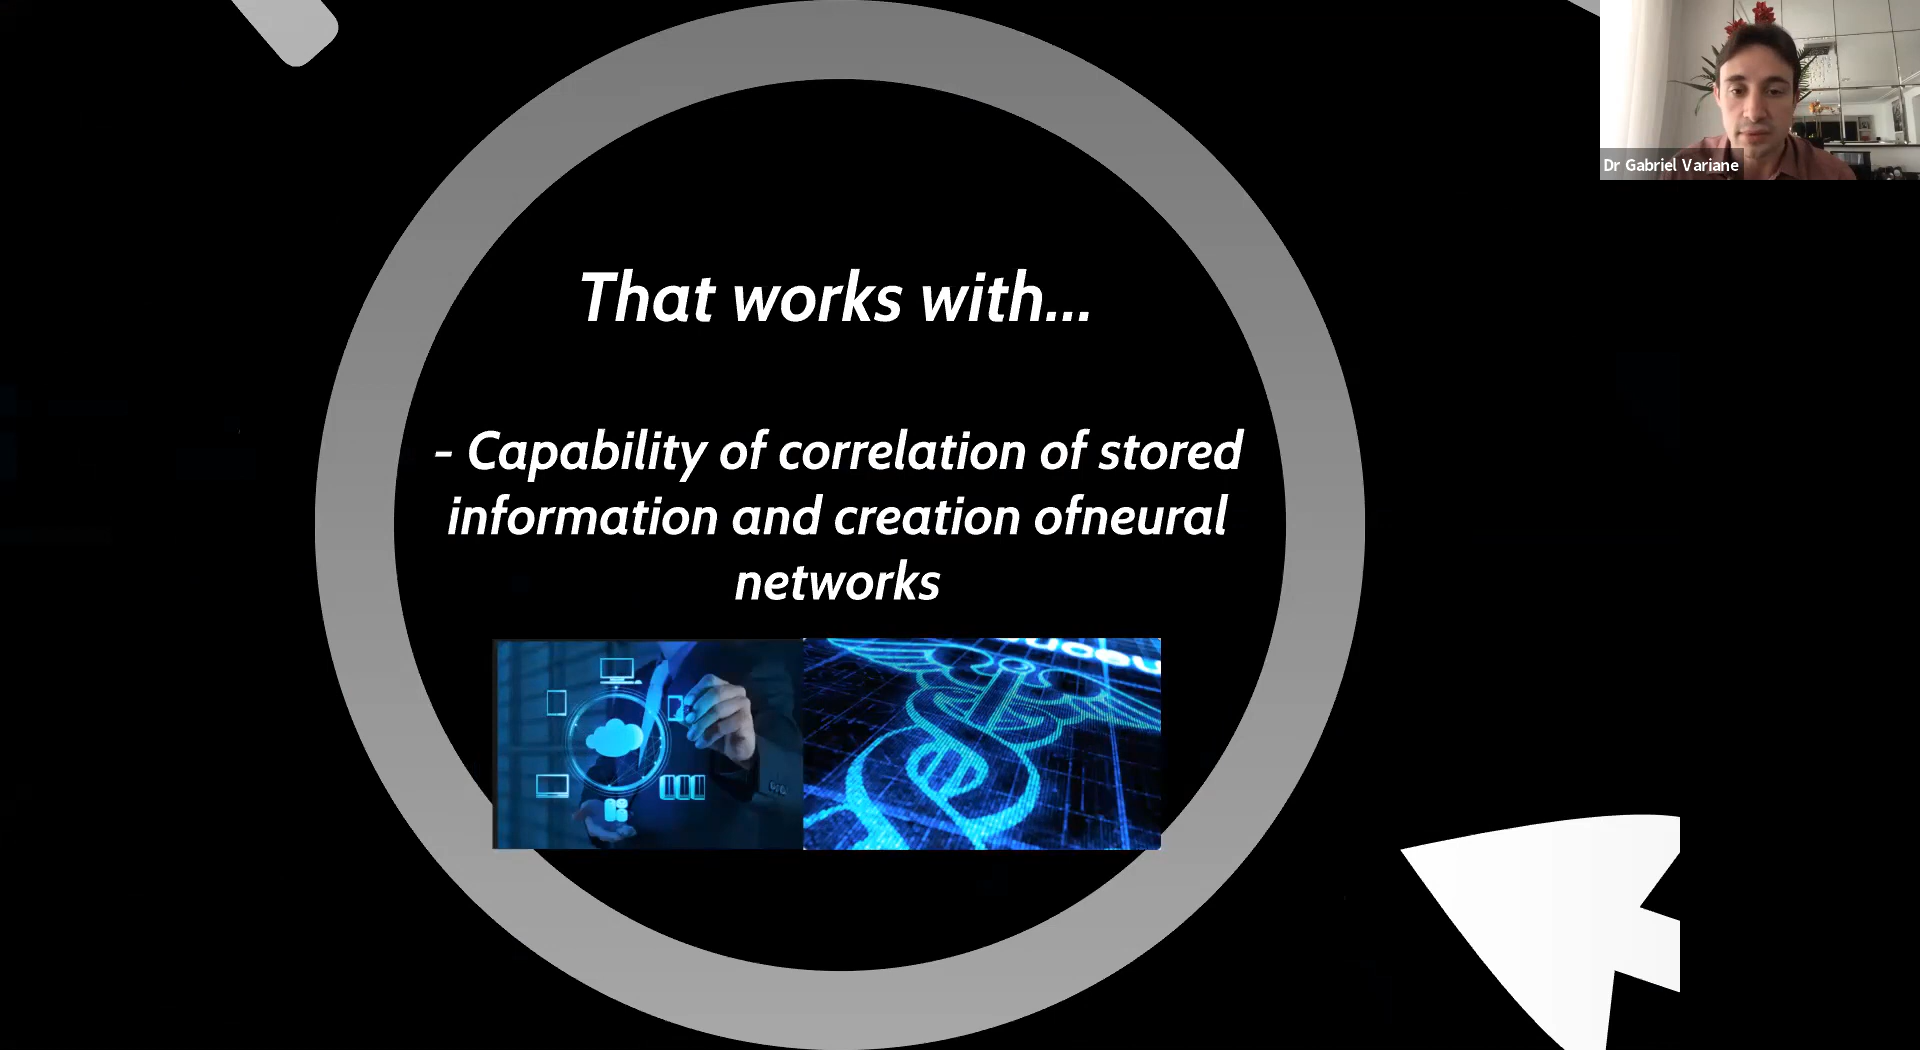 Dr Gabriel Variane
That works with...
- Capability of correlation of stored
information and creation ofneural
networks